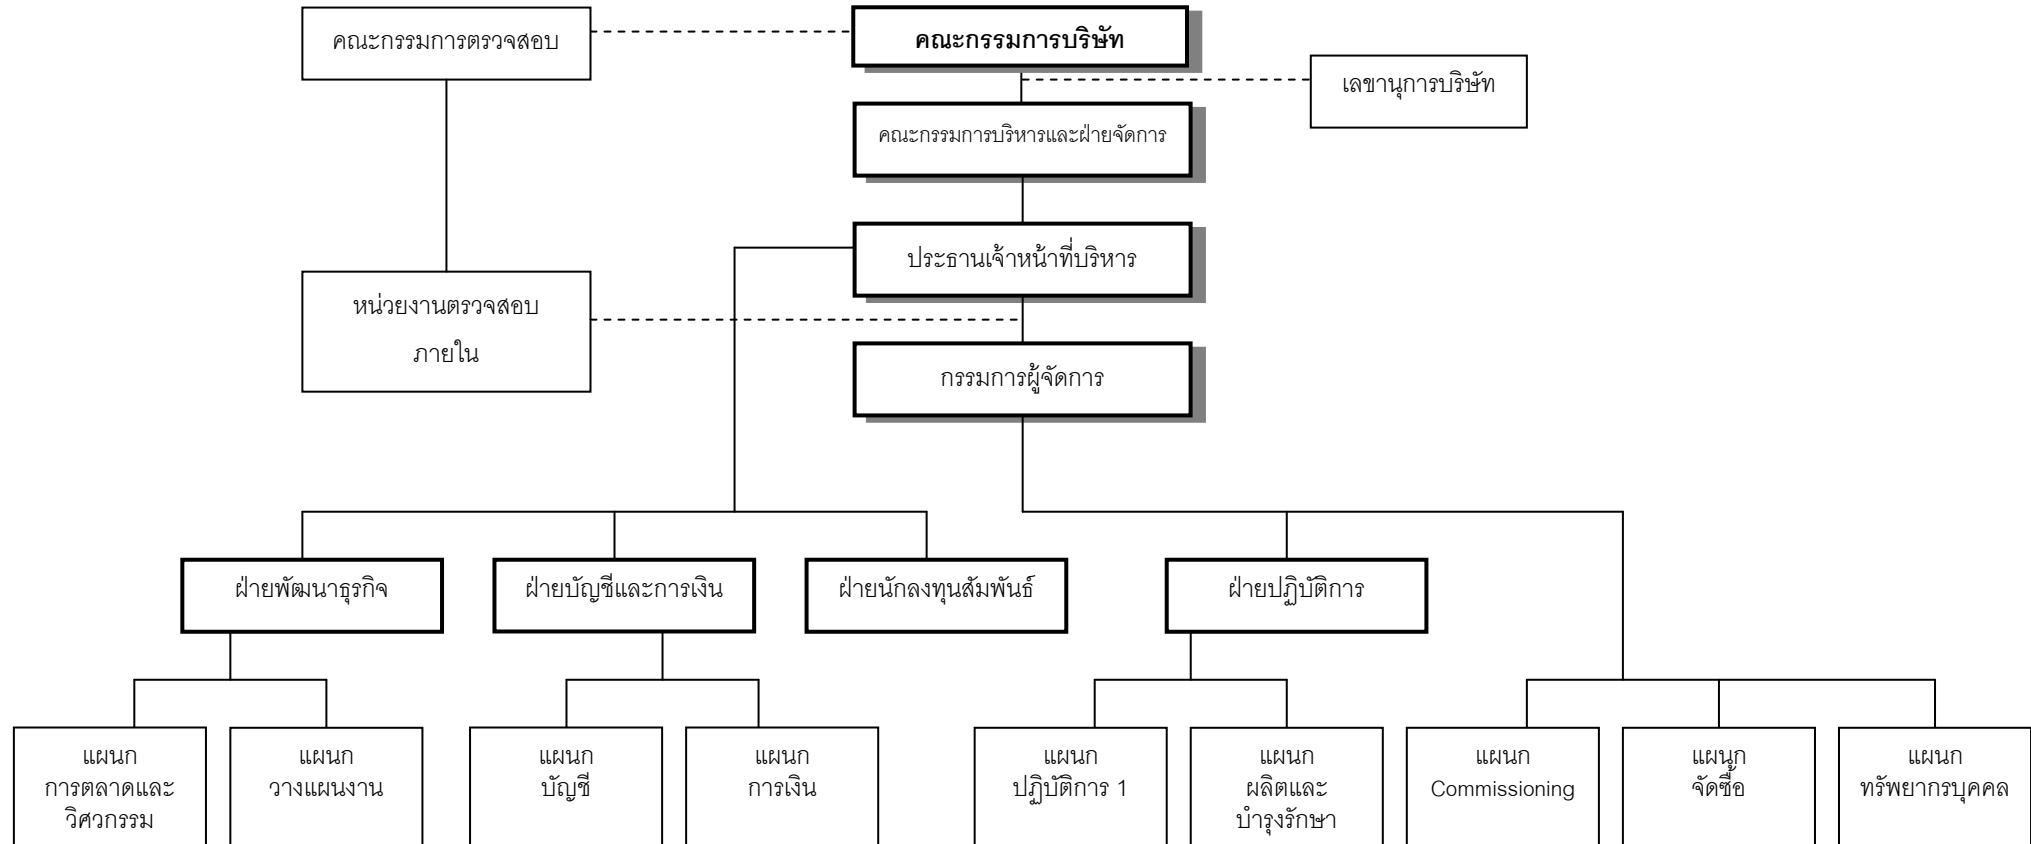 คณะกรรมการตรวจสอบ
คณะกรรมการบริษัท
เลขานุการบริษัท
คณะกรรมการบริหารและฝ่ายจัดการ
ประธานเจ้าหน้าที่บริหาร
หน่วยงานตรวจสอบ
ภายใน
กรรมการผู้จัดการ
ฝ่ายพัฒนาธุรกิจ
ฝ่ายบัญชีและการเงิน
ฝ่ายนักลงทุนสัมพันธ์
ฝ่ายปฏิบัติการ
แผนก
การตลาดและ
วิศวกรรม
แผนก
วางแผนงาน
แผนก
บัญชี
แผนก
การเงิน
แผนก
ปฏิบัติการ 1
แผนก
ผลิตและ
บำรุงรักษา
แผนก
Commissioning
แผนก
จัดซื้อ
แผนก
ทรัพยากรบุคคล